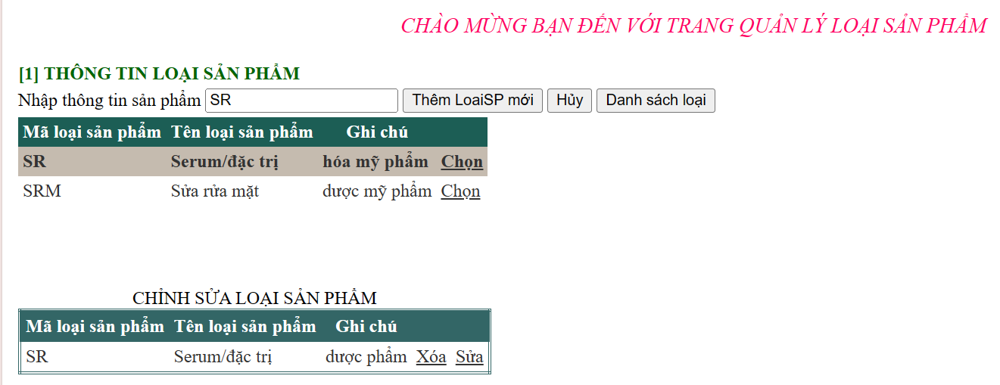 CHÀO MỪNG BẠN ĐẾN VỚI TRANG QUẢN LÝ LOẠI SẢN PHẨM
[1] THÔNG TIN LOẠI SẢN PHẨM
Nhập thông tin sản phẩm SR Thêm LoaiSP mới Hủy Danh sách loại
Mã loại sản phẩm Tên loại sản phẩm Ghi chú
SR Serum/đặc trị hóa mỹ phẩm Chọn
SRM Sửa rửa mặt dược mỹ phẩm Chọn
CHỈNH SỬA LOẠI SẢN PHẨM
Mã loại sản phẩm Tên loại sản phẩm Ghi chú
SR Serum/đặc trị dược phẩm Xóa Sửa